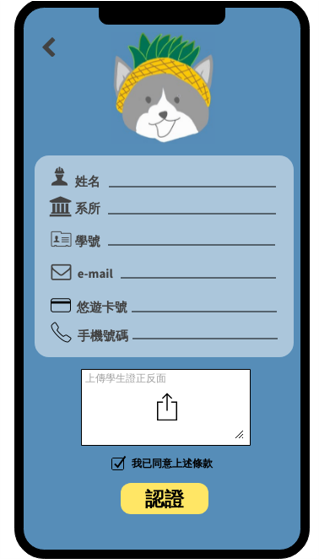 姓名
系所
學號
e-mail
悠遊卡號
手機號碼
上傳學生證正反面
我已同意上述條款
認證